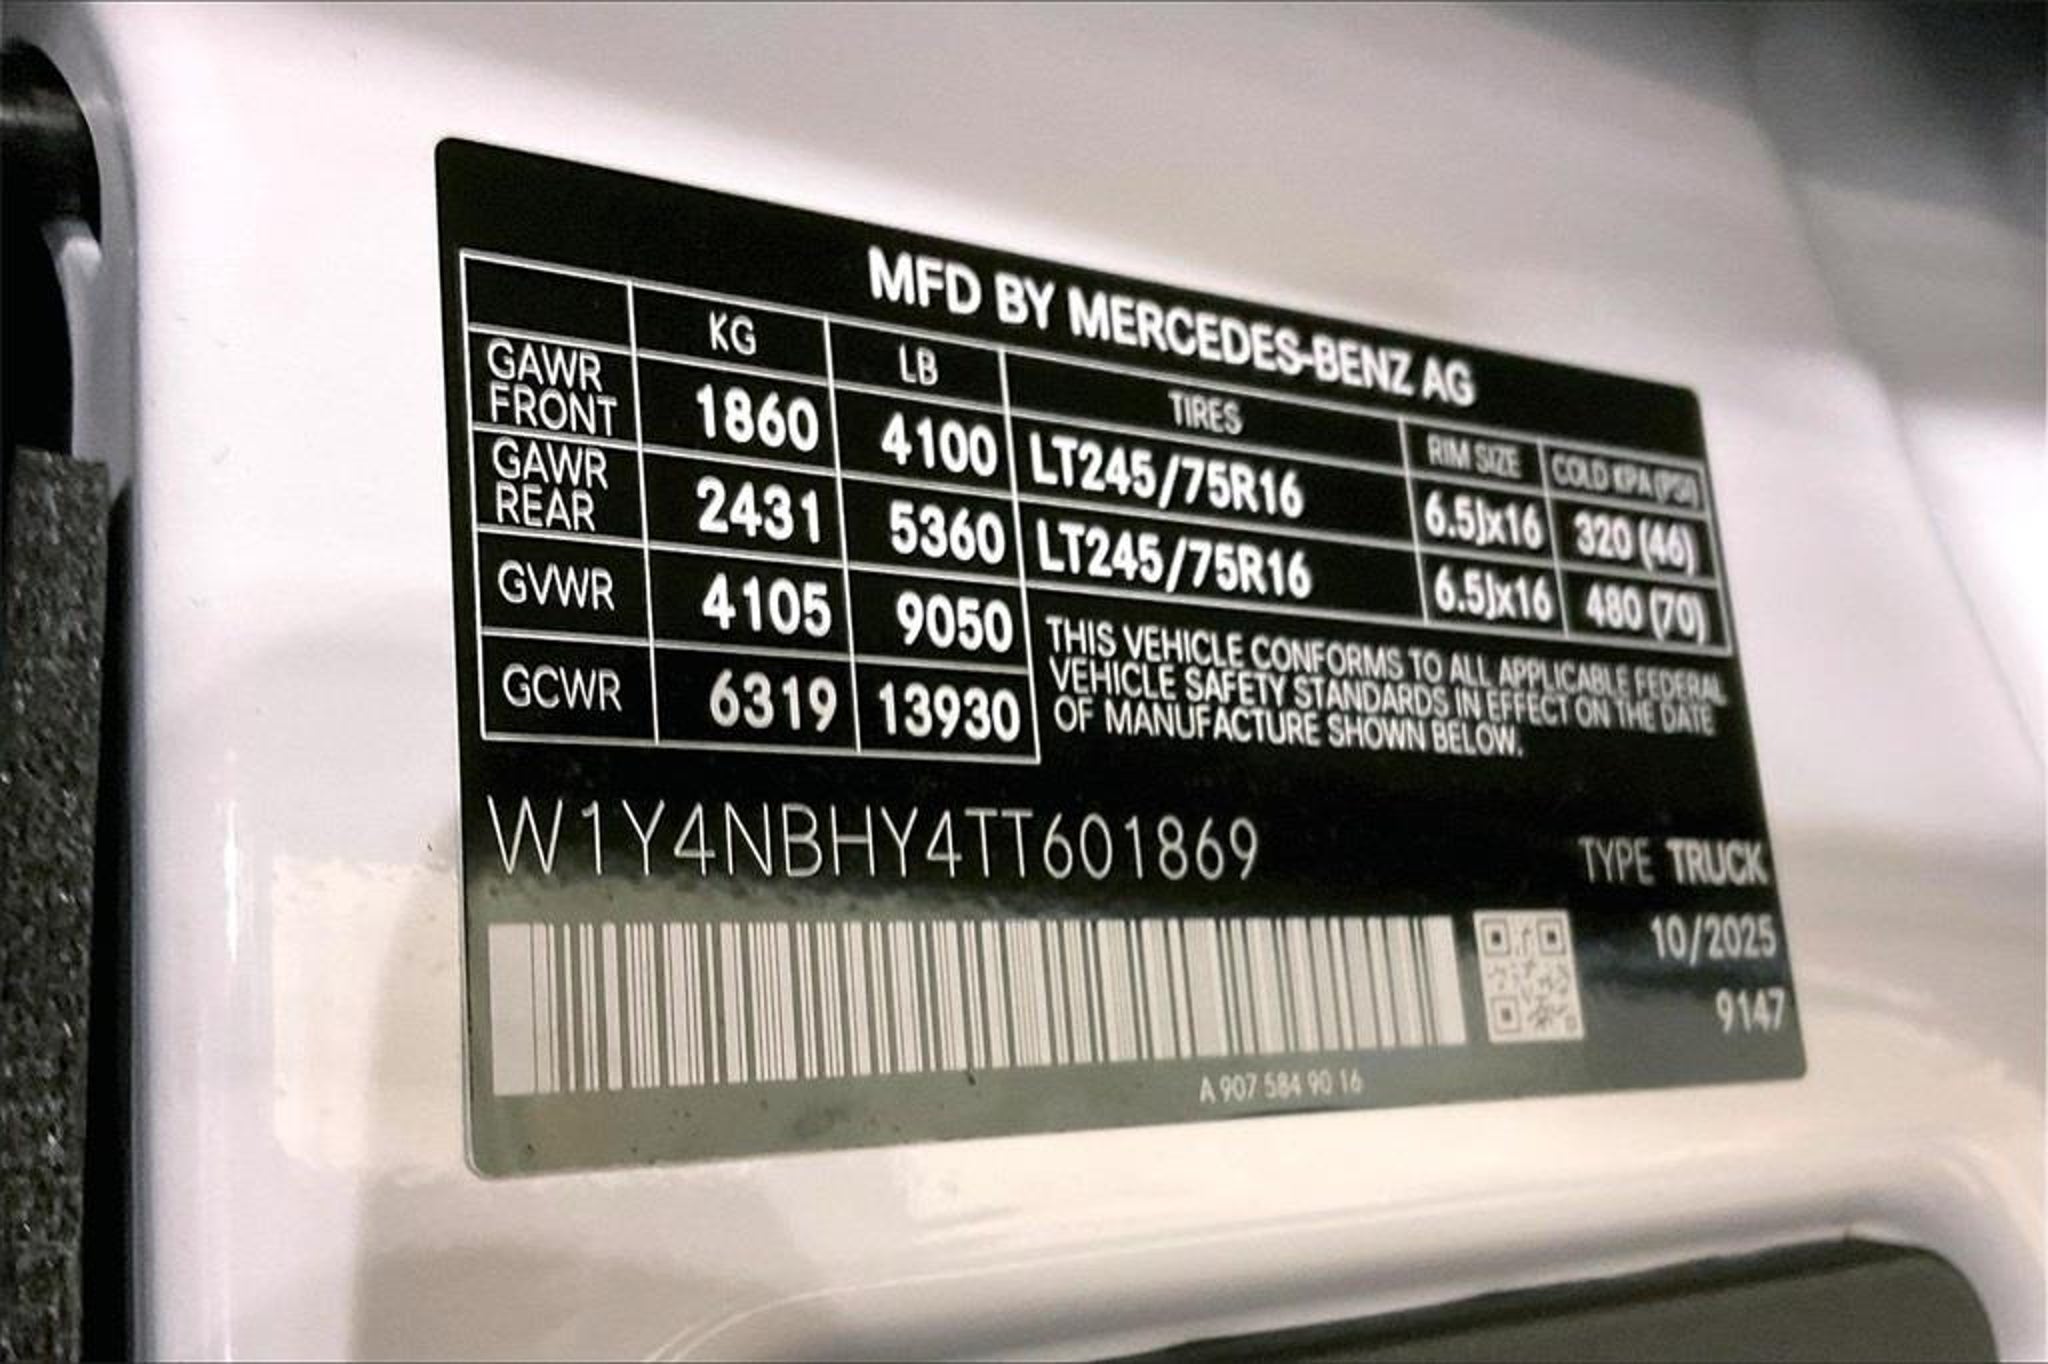 MFD BY MERCEDES-BENZ AG
KG LB TIRES RIM SIZE COLD KPA (PSI)
GAWR FRONT 1860 4100 LT245/75R16 6.5Jx16 320 (46)
GAWR REAR 2431 5360 LT245/75R16 6.5Jx16 480 (70)
GVWR 4105 9050
GCWR 6319 13930
THIS VEHICLE CONFORMS TO ALL APPLICABLE FEDERAL
VEHICLE SAFETY STANDARDS IN EFFECT ON THE DATE
OF MANUFACTURE SHOWN BELOW.
W1Y4NBHY4TT601869
TYPE TRUCK
10/2025
9147
A 907 584 90 16